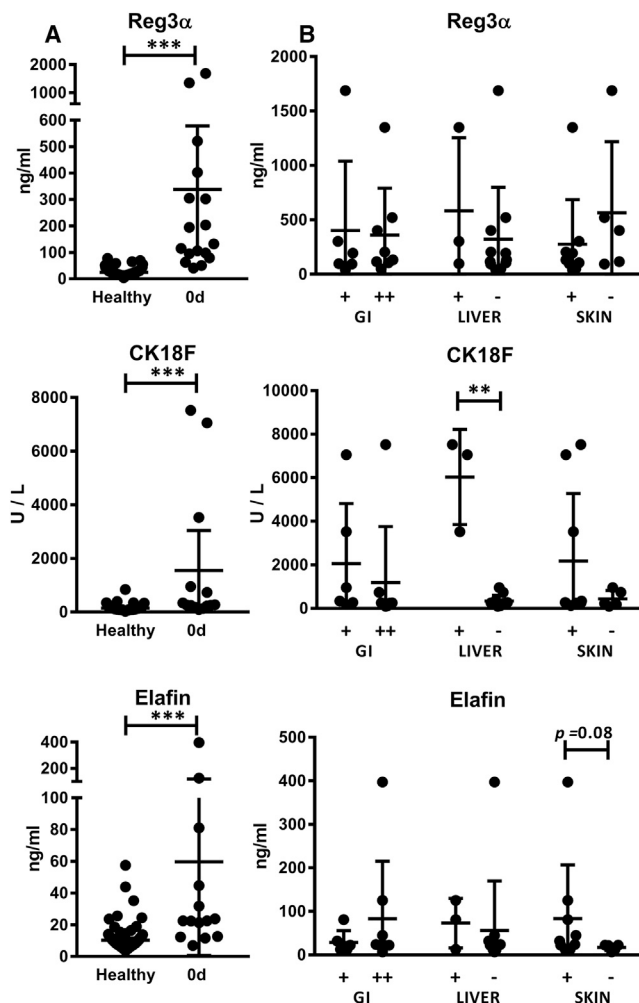 A
B
Reg3α
***
2000
1500
1000
600
500
400
300
200
100
0
ng/ml
Healthy 0d
Reg3α
2000
1500
1000
500
0
ng/ml
+ ++ + - + -
GI LIVER SKIN
CK18F
***
8000
6000
4000
2000
0
U / L
Healthy 0d
CK18F
**
10000
8000
6000
4000
2000
0
U / L
+ ++ + - + -
GI LIVER SKIN
Elafin
***
400
200
100
80
60
40
20
0
ng/ml
Healthy 0d
Elafin
p =0.08
500
400
300
200
100
0
ng/ml
+ ++ + - + -
GI LIVER SKIN